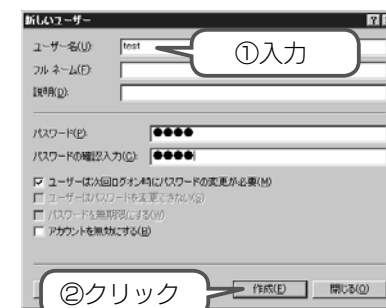 新しいユーザー
ユーザー名(U):
test
①入力
フル ネーム(F):
説明(D):
パスワード(P):
●●●●
パスワードの確認入力(C):
●●●●
ユーザーは次回ログオン時にパスワードの変更が必要(M)
ユーザーはパスワードを変更できない(S)
パスワードを無期限にする(W)
アカウントを無効にする(B)
②クリック
作成(E)
閉じる(O)